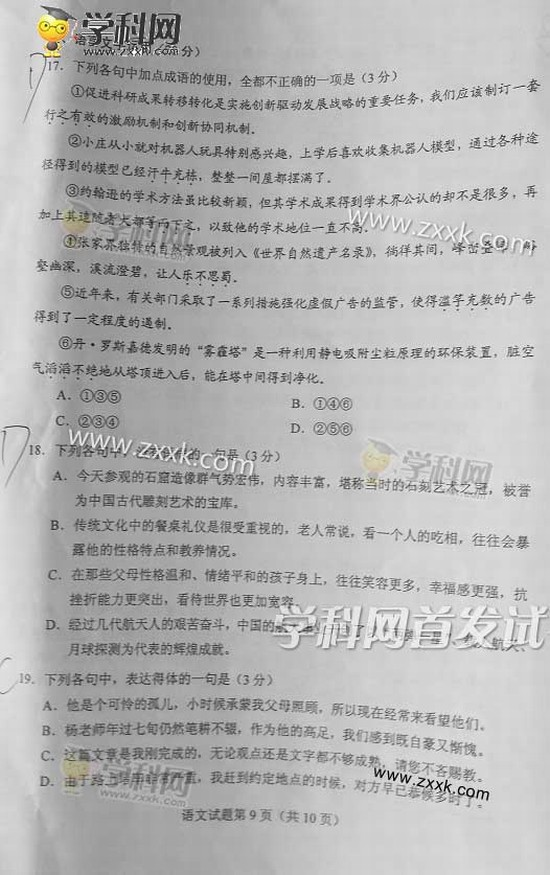 学科网
zxxk.com
17．下列各句中加点成语的使用，全都不正确的一项是（3 分）
①促进科研成果转移转化是实施创新驱动发展战略的重要任务，我们应该制订一套
行之有效的激励机制和创新协同机制。
②小庄从小就对机器人玩具特别感兴趣，上学后喜欢收集机器人模型，通过各种途
径得到的模型已经汗牛充栋，整整一间屋都摆满了．
③约翰逊的学术方法虽比较新颖，但其学术成果得到学术界公认的却不是很多，再
加上其
以致他的学术地位一直不高．
www.zxxk.com
学科网
④张家界独特的自然景观被列入《世界自然遗产名录》，徜徉其间，峰峦叠
壑幽深，溪流澄碧，让人乐不思蜀．
⑤近年来，有关部门采取了一系列措施强化虚假广告的监管，使得滥竽充数的广告
得到了一定程度的遏制．
⑥丹·罗斯嘉德发明的“雾霾塔”是一种利用静电吸附尘粒原理的环保装置，脏空
气滔滔不绝地从塔顶进入后，能在塔中间得到净化．
A．①③⑤ B．①④⑥
C．②③④ D．②⑤⑥
www.zxxk.com
学科网
18．下列各句中， 的一句是（3 分）
A．今天参观的石窟造像群气势宏伟，内容丰富，堪称当时的石刻艺术之冠，被誉
为中国古代雕刻艺术的宝库．
B．传统文化中的餐桌礼仪是很受重视的，老人常说，看一个人的吃相，往往会暴
露他的性格特点和教养情况．
C．在那些父母性格温和、情绪平和的孩子身上，往往笑容更多，幸福感更强，抗
挫折能力更突出，看待世界也更加宽容．
学科网首发试
D．经过几代航天人的艰苦奋斗，中国的航天
月球探测为代表的辉煌成就．
19．下列各句中，表达得体的一句是（3 分）
A．他是个可怜的孤儿，小时候承蒙我父母照顾，所以现在经常来看望他们．
B．杨老师年过七旬仍然笔耕不辍，作为他的高足，我们感到既自豪又惭愧．
C．这篇文章是我刚完成的，无论观点还是文字都不够成熟，请您不吝赐教．
学科网
www.zxxk.com
D．由于路上 我赶到约定地点的时候，对方早已恭候多时了．
语文试题第 9 页（共 10 页）